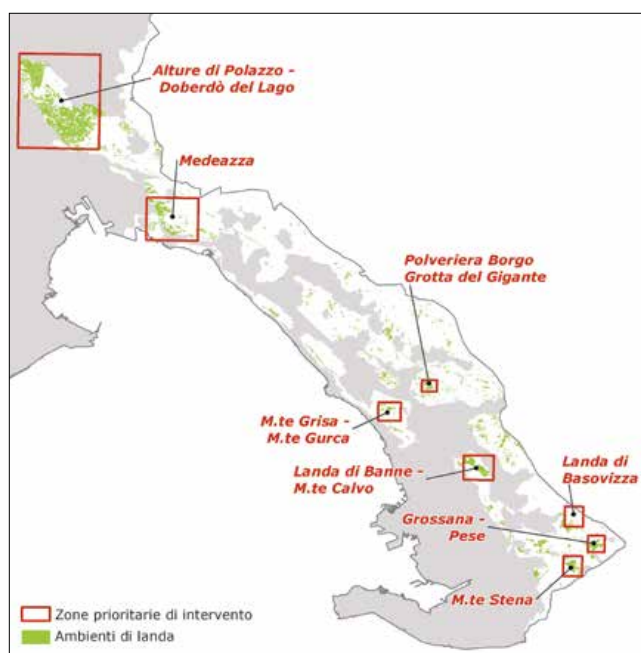 Alture di Polazzo -
Doberdò del Lago
Medeazza
Polveriera Borgo
Grotta del Gigante
M.te Grisa -
M.te Gurca
Landa di Banne -
M.te Calvo
Landa di
Basovizza
Grossana -
Pese
M.te Stena
Zone prioritarie di intervento
Ambienti di landa